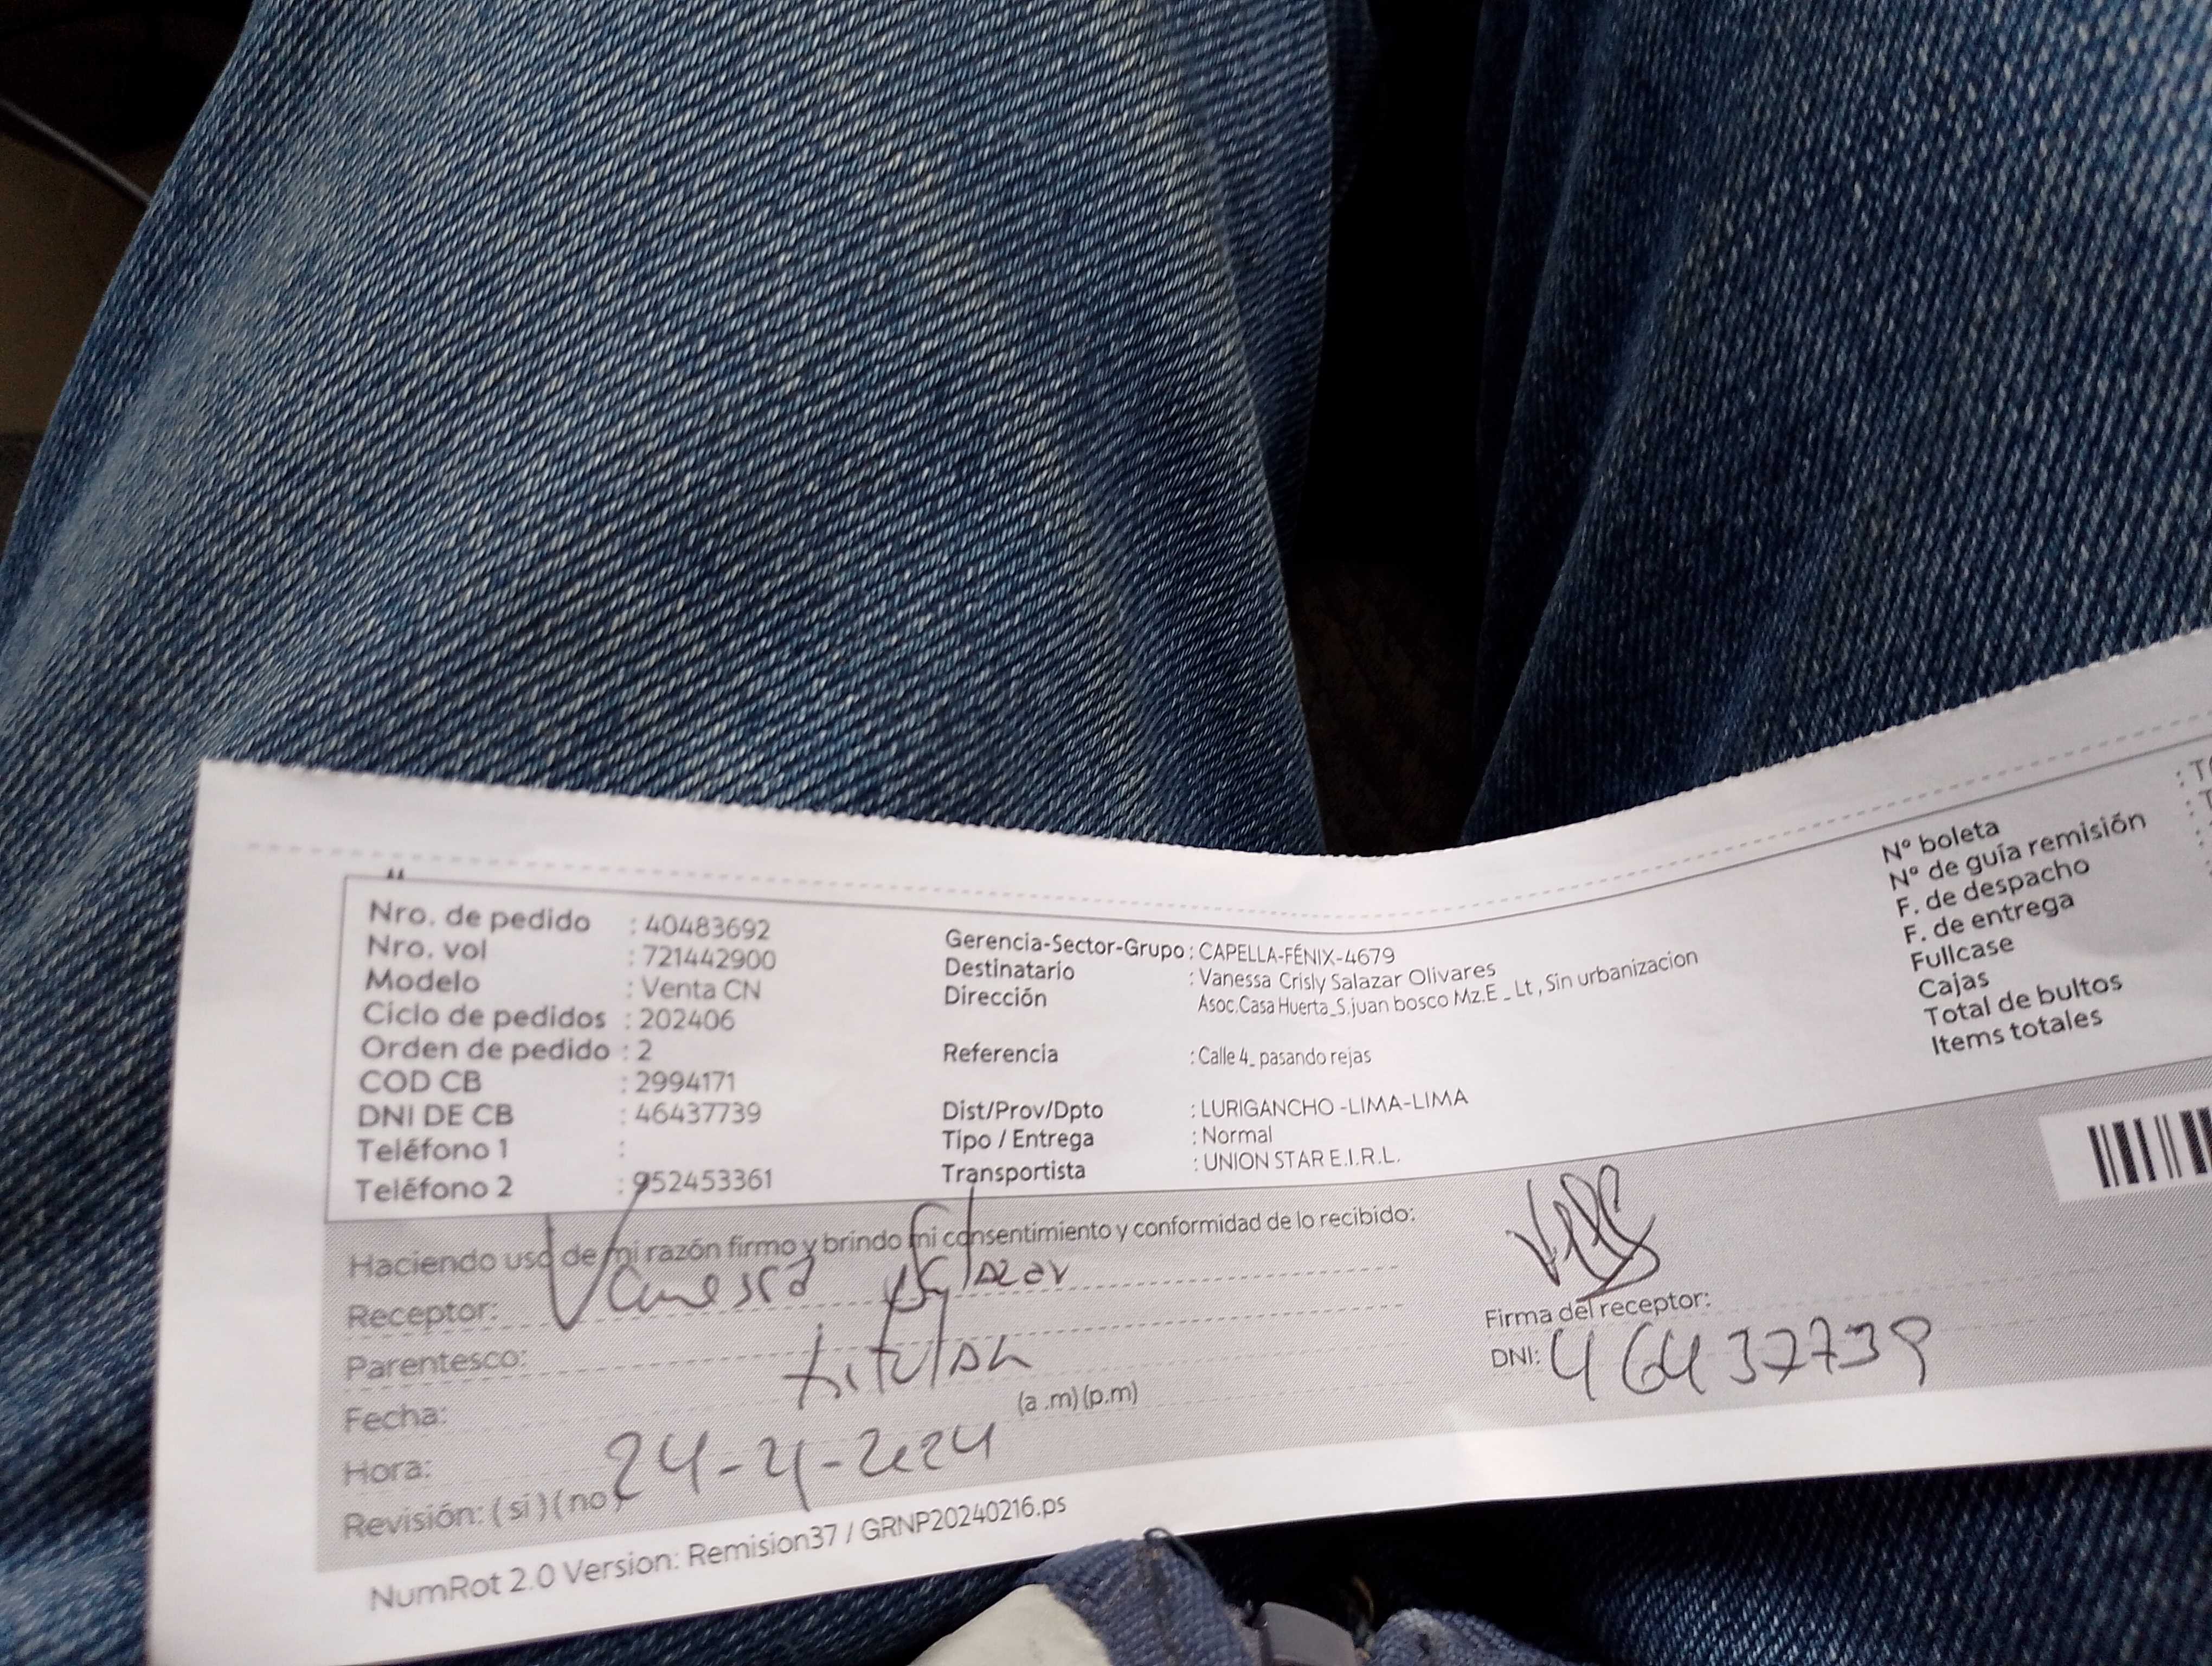 Nro. de pedido : 40483692
Nro. vol : 721442900
Modelo : Venta CN
Ciclo de pedidos : 202406
Orden de pedido : 2
COD CB : 2994171
DNI DE CB : 46437739
Teléfono 1 :
Teléfono 2 : 952453361
Gerencia-Sector-Grupo : CAPELLA-FÉNIX-4679
Destinatario : Vanessa Crisly Salazar Olivares
Dirección Asoc.Casa Huerta_S.juan bosco Mz.E _ Lt , Sin urbanizacion
Referencia : Calle 4_ pasando rejas
Dist/Prov/Dpto : LURIGANCHO -LIMA-LIMA
Tipo / Entrega : Normal
Transportista : UNION STAR E.I.R.L.
N° boleta
N° de guía remisión
F. de despacho
F. de entrega
Fullcase
Cajas
Total de bultos
Items totales
Haciendo uso de mi razón firmo y brindo mi consentimiento y conformidad de lo recibido:
Receptor: Vanessa Salazar
Parentesco: titular
Fecha: (a .m) (p.m)
Hora: 24-4-2024
Revisión: ( si ) ( no )
Firma del receptor:
DNI: 46437739
NumRot 2.0 Version: Remision37 / GRNP20240216.ps